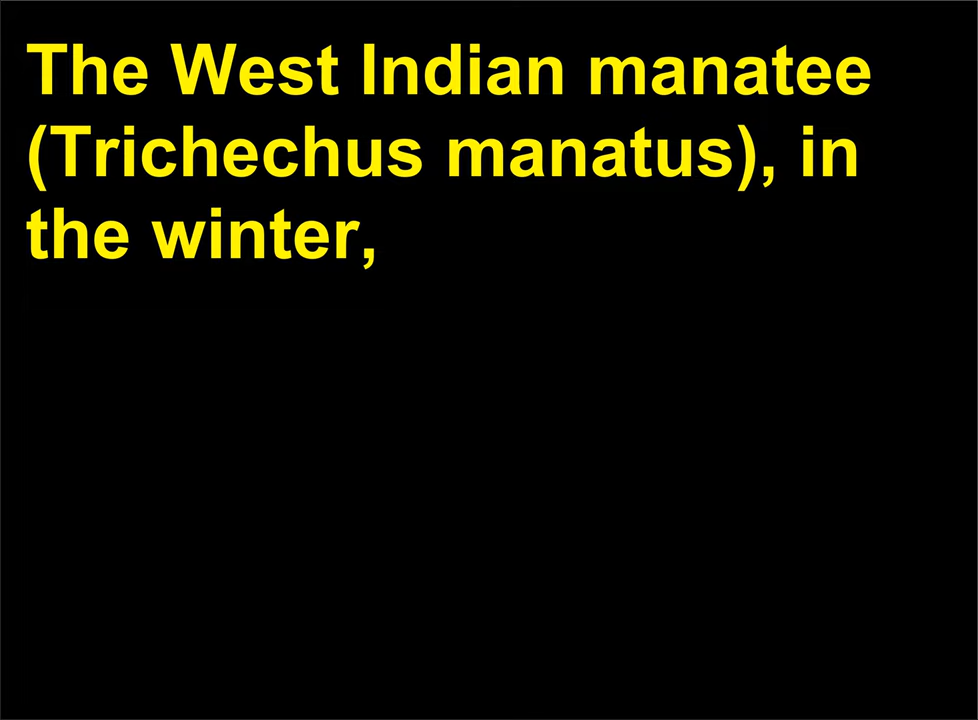 The West Indian manatee
(Trichechus manatus), in
the winter,